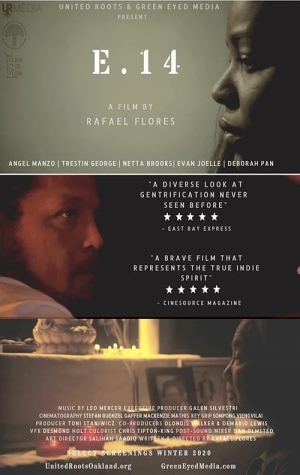 UNITED ROOTS & GREEN EYED MEDIA
PRESENT
UR MEDIA
E.14
A FILM BY
RAFAEL FLORES
ANGEL MANZO | TRESTIN GEORGE | NETTA BROOKS | EVAN JOELLE | DEBORAH PAN
"A DIVERSE LOOK AT
GENTRIFICATION NEVER
SEEN BEFORE"
★★★★★
- EAST BAY EXPRESS
"A BRAVE FILM THAT
REPRESENTS THE TRUE INDIE
SPIRIT"
★★★★★
- CINESOURCE MAGAZINE
MUSIC BY LEO MERCER EXECUTIVE PRODUCER GALEN SILVESTRI
CINEMATOGRAPHY STEFAN RUENZEL GAFFER MACKENZIE MATHIS KEY GRIP SOMPONG VIENGVILAI
PRODUCER TONI STANIWICZ CO-PRODUCERS DLONDIS WALKER & DEMARIO LEWIS
VFX DESMOND HOLT COLORIST CHRIS TIPTON-KING POST-SOUND MIXER DAN OLMSTED
ART DIRECTOR SALIHAH SAADIQ WRITTEN & DIRECTED BY RAFAEL FLORES
SELECT SCREENINGS WINTER 2020
UnitedRootsOakland.org GreenEyedMedia.com